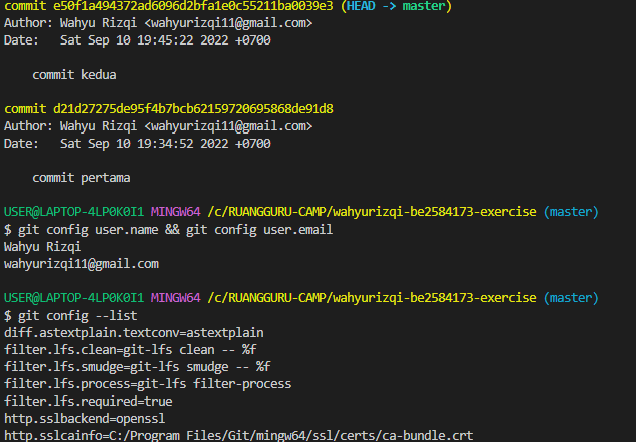 commit e50f1a494372ad6096d2bfa1e0c55211ba0039e3 (HEAD -> master)
Author: Wahyu Rizqi <wahyurizqi11@gmail.com>
Date:   Sat Sep 10 19:45:22 2022 +0700
    commit kedua
commit d21d27275de95f4b7bcb62159720695868de91d8
Author: Wahyu Rizqi <wahyurizqi11@gmail.com>
Date:   Sat Sep 10 19:34:52 2022 +0700
    commit pertama
USER@LAPTOP-4LP0K0I1 MINGW64 /c/RUANGGURU-CAMP/wahyurizqi-be2584173-exercise (master)
$ git config user.name && git config user.email
Wahyu Rizqi
wahyurizqi11@gmail.com
USER@LAPTOP-4LP0K0I1 MINGW64 /c/RUANGGURU-CAMP/wahyurizqi-be2584173-exercise (master)
$ git config --list
diff.astextplain.textconv=astextplain
filter.lfs.clean=git-lfs clean -- %f
filter.lfs.smudge=git-lfs smudge -- %f
filter.lfs.process=git-lfs filter-process
filter.lfs.required=true
http.sslbackend=openssl
http.sslcainfo=C:/Program Files/Git/mingw64/ssl/certs/ca-bundle.crt